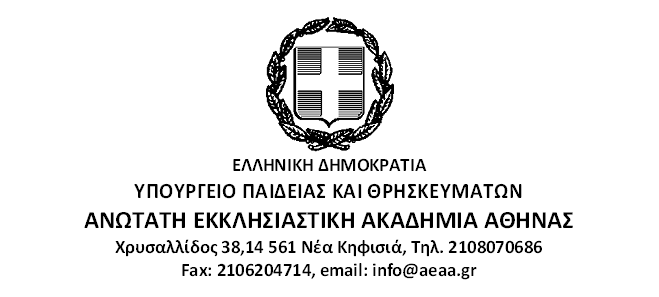 ΕΛΛΗΝΙΚΗ ΔΗΜΟΚΡΑΤΙΑ
ΥΠΟΥΡΓΕΙΟ ΠΑΙΔΕΙΑΣ ΚΑΙ ΘΡΗΣΚΕΥΜΑΤΩΝ
ΑΝΩΤΑΤΗ ΕΚΚΛΗΣΙΑΣΤΙΚΗ ΑΚΑΔΗΜΙΑ ΑΘΗΝΑΣ
Χρυσαλλίδος 38,14 561 Νέα Κηφισιά, Τηλ. 2108070686
Fax: 2106204714, email: info@aeaa.gr